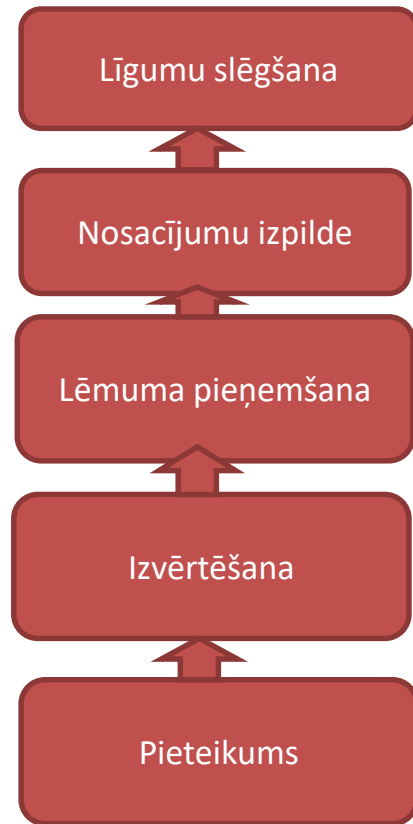 Līgumu slēgšana
Nosacījumu izpilde
Lēmuma pieņemšana
Izvērtēšana
Pieteikums